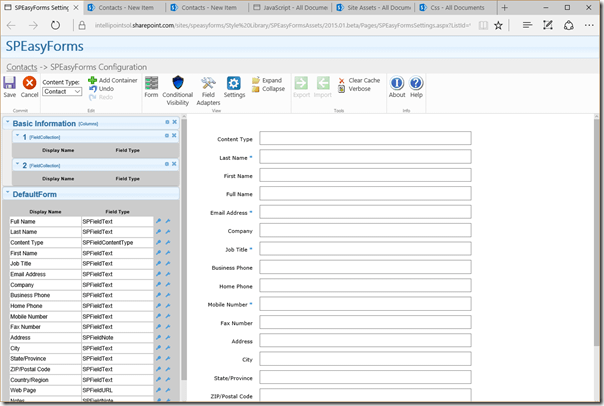 SPEasyForms Setting
Contacts - New Item
Contacts - New Item
JavaScript - All Docume
Site Assets - All Docume
Css - All Documents
intellipointsol.sharepoint.com/sites/speasyforms/Style%20Library/SPEasyFormsAssets/2015.01.beta/Pages/SPEasyFormsSettings.aspx?ListId=
SPEasyForms
Contacts -> SPEasyForms Configuration
Save
Cancel
Content Type:
Contact
Add Container
Undo
Redo
Form
Conditional Visibility
Field Adapters
Settings
Expand
Collapse
Export
Import
Clear Cache
Verbose
About
Help
Commit
Edit
View
Tools
Info
Basic Information [Columns]
1 [FieldCollection]
Display Name Field Type
2 [FieldCollection]
Display Name Field Type
DefaultForm
Display Name Field Type
Full Name SPFieldText
Last Name SPFieldText
Content Type SPFieldContentType
First Name SPFieldText
Job Title SPFieldText
Email Address SPFieldText
Company SPFieldText
Business Phone SPFieldText
Home Phone SPFieldText
Mobile Number SPFieldText
Fax Number SPFieldText
Address SPFieldNote
City SPFieldText
State/Province SPFieldText
ZIP/Postal Code SPFieldText
Country/Region SPFieldText
Web Page SPFieldURL
Notes SPFieldNote
Content Type
Last Name *
First Name
Full Name
Email Address *
Company
Job Title *
Business Phone
Home Phone
Mobile Number *
Fax Number
Address
City
State/Province
ZIP/Postal Code